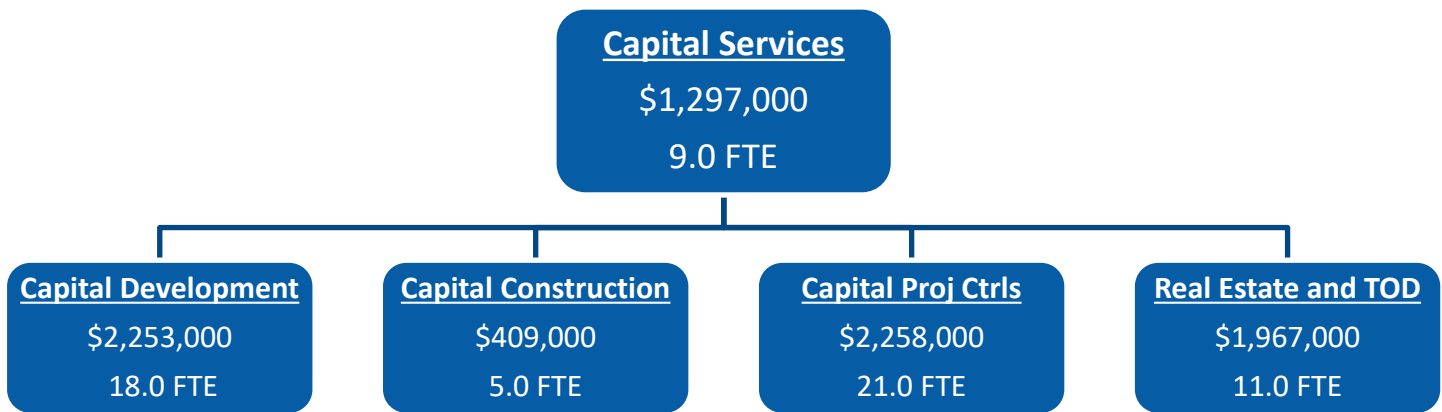 Capital Services
$1,297,000
9.0 FTE
Capital Development
$2,253,000
18.0 FTE
Capital Construction
$409,000
5.0 FTE
Capital Proj Ctrls
$2,258,000
21.0 FTE
Real Estate and TOD
$1,967,000
11.0 FTE